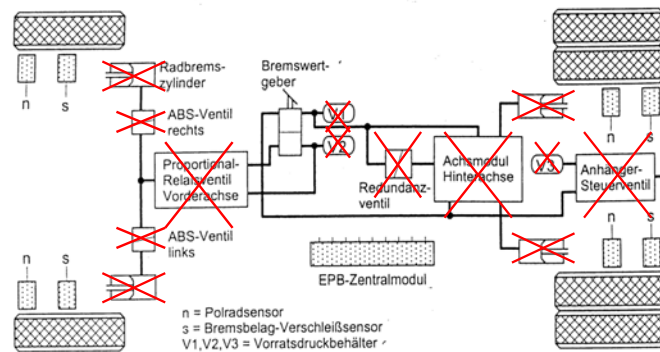 Radbrems-
zylinder
Bremswert-
geber
n
s
ABS-Ventil
rechts
V1
V2
n
s
Proportional-
Relaisventil
Vorderachse
Redundanz-
ventil
Achsmodul
Hinterachse
V3
Anhänger-
Steuerventil
ABS-Ventil
links
n
s
n
s
EPB-Zentralmodul
n = Polradsensor
s = Bremsbelag-Verschleißsensor
V1,V2,V3 = Vorratsdruckbehälter